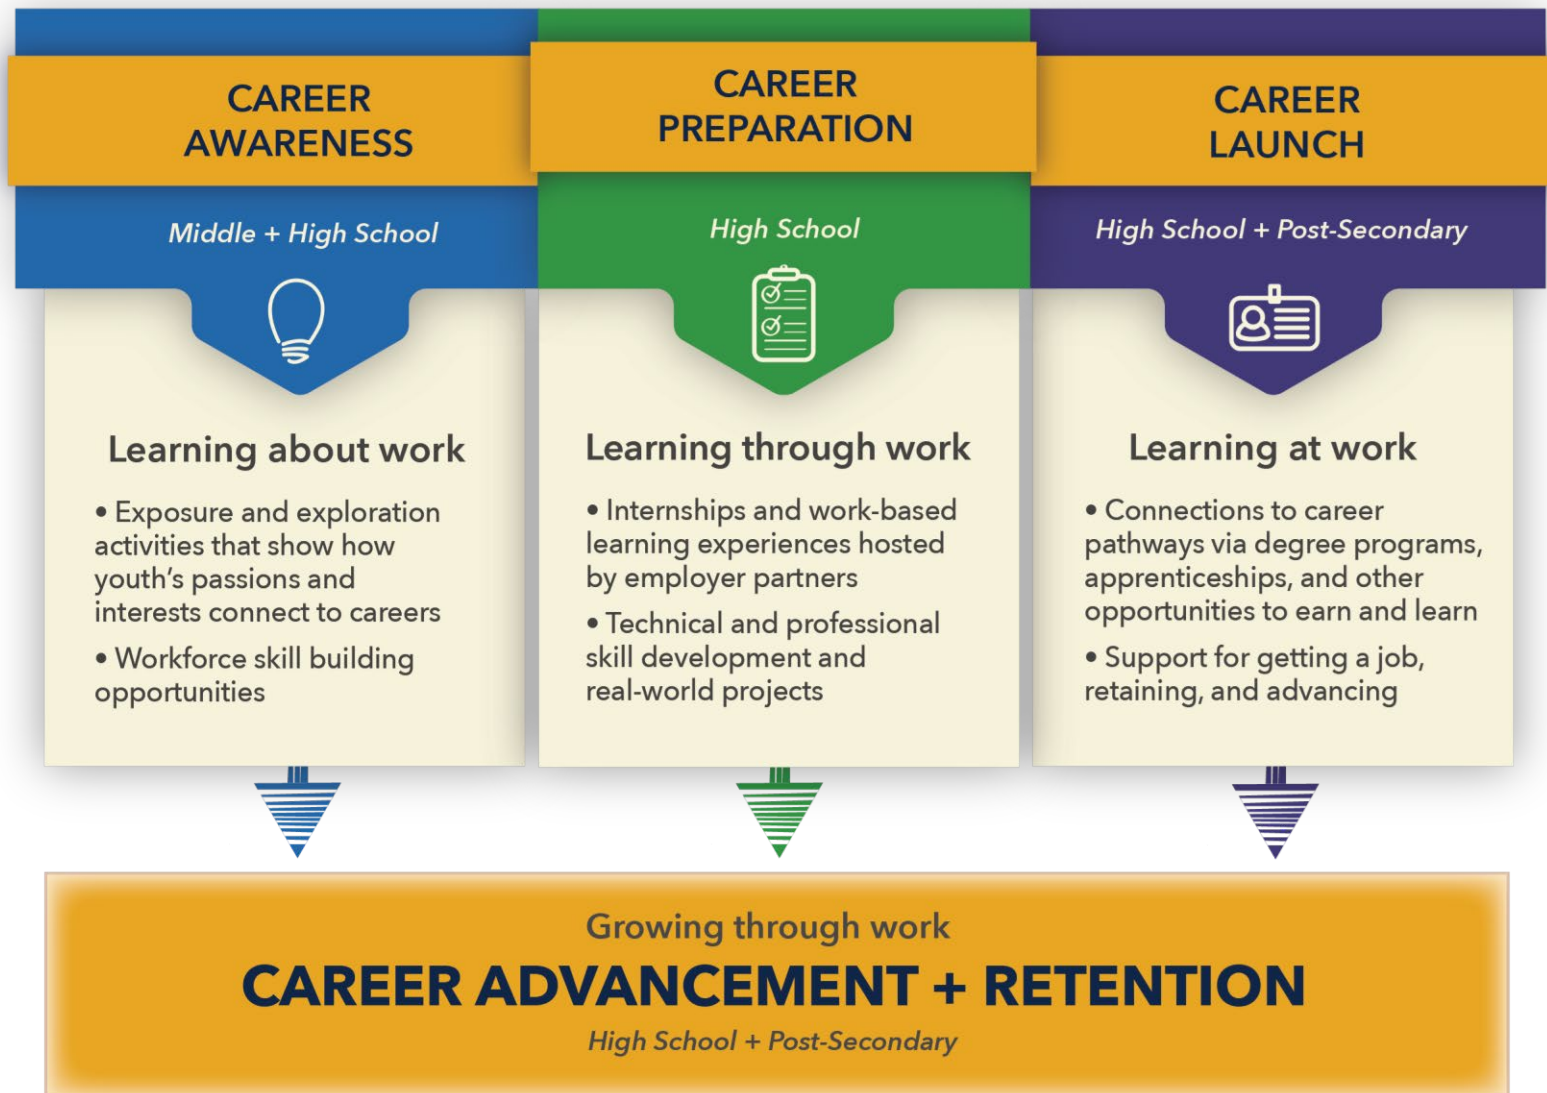 CAREER
AWARENESS
Middle + High School
Learning about work
• Exposure and exploration
activities that show how
youth's passions and
interests connect to careers
• Workforce skill building
opportunities
CAREER
PREPARATION
High School
Learning through work
• Internships and work-based
learning experiences hosted
by employer partners
• Technical and professional
skill development and
real-world projects
CAREER
LAUNCH
High School + Post-Secondary
Learning at work
• Connections to career
pathways via degree programs,
apprenticeships, and other
opportunities to earn and learn
• Support for getting a job,
retaining, and advancing
Growing through work
CAREER ADVANCEMENT + RETENTION
High School + Post-Secondary